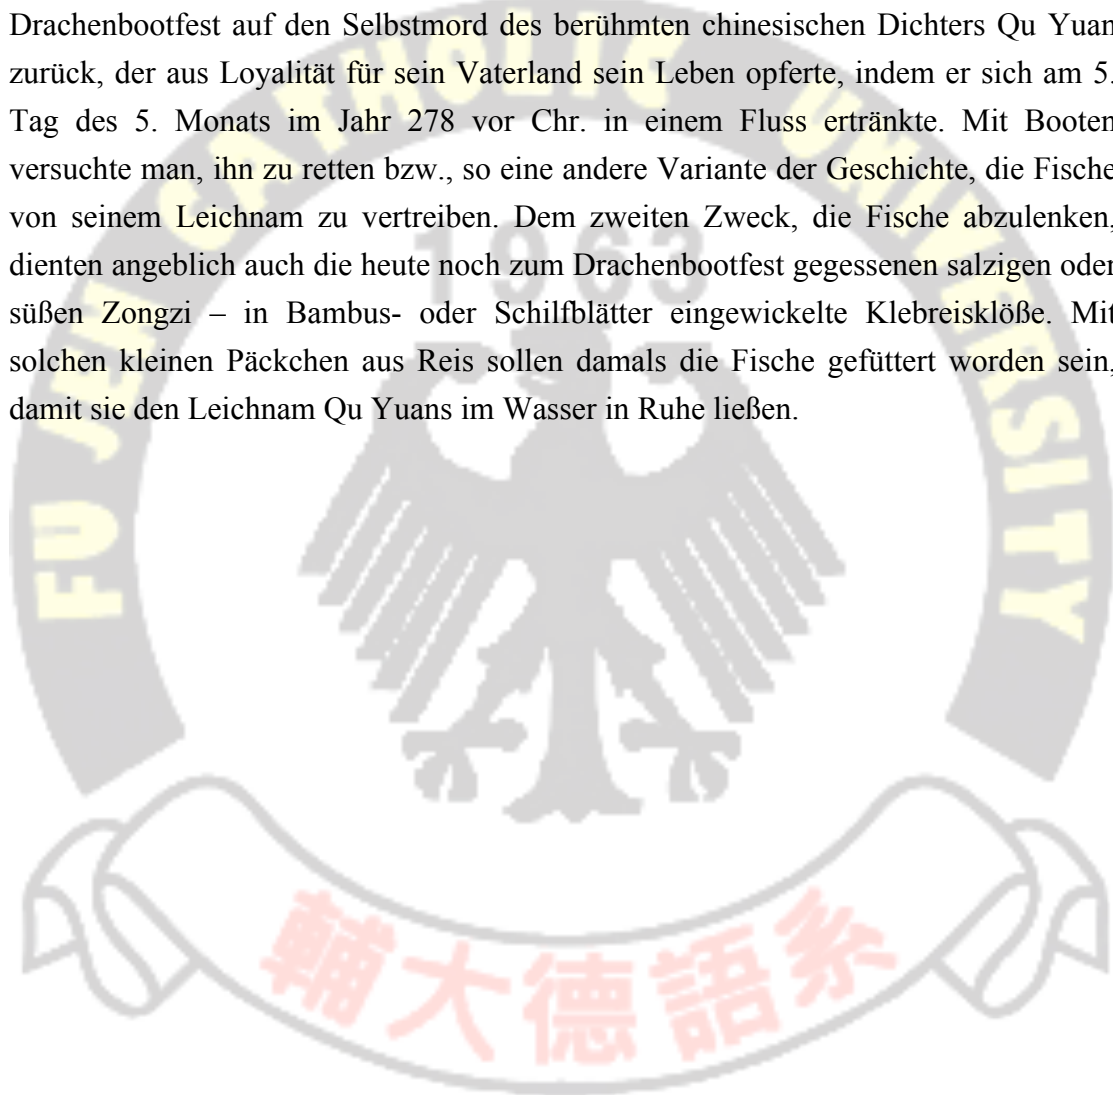 Drachenbootfest auf den Selbstmord des berühmten chinesischen Dichters Qu Yuan
zurück, der aus Loyalität für sein Vaterland sein Leben opferte, indem er sich am 5.
Tag des 5. Monats im Jahr 278 vor Chr. in einem Fluss ertränkte. Mit Booten
versuchte man, ihn zu retten bzw., so eine andere Variante der Geschichte, die Fische
von seinem Leichnam zu vertreiben. Dem zweiten Zweck, die Fische abzulenken,
dienten angeblich auch die heute noch zum Drachenbootfest gegessenen salzigen oder
süßen Zongzi – in Bambus- oder Schilfblätter eingewickelte Klebreisklöße. Mit
solchen kleinen Päckchen aus Reis sollen damals die Fische gefüttert worden sein,
damit sie den Leichnam Qu Yuans im Wasser in Ruhe ließen.
FU JEN CATHOLIC UNIVERSITY
1963
輔大德語系